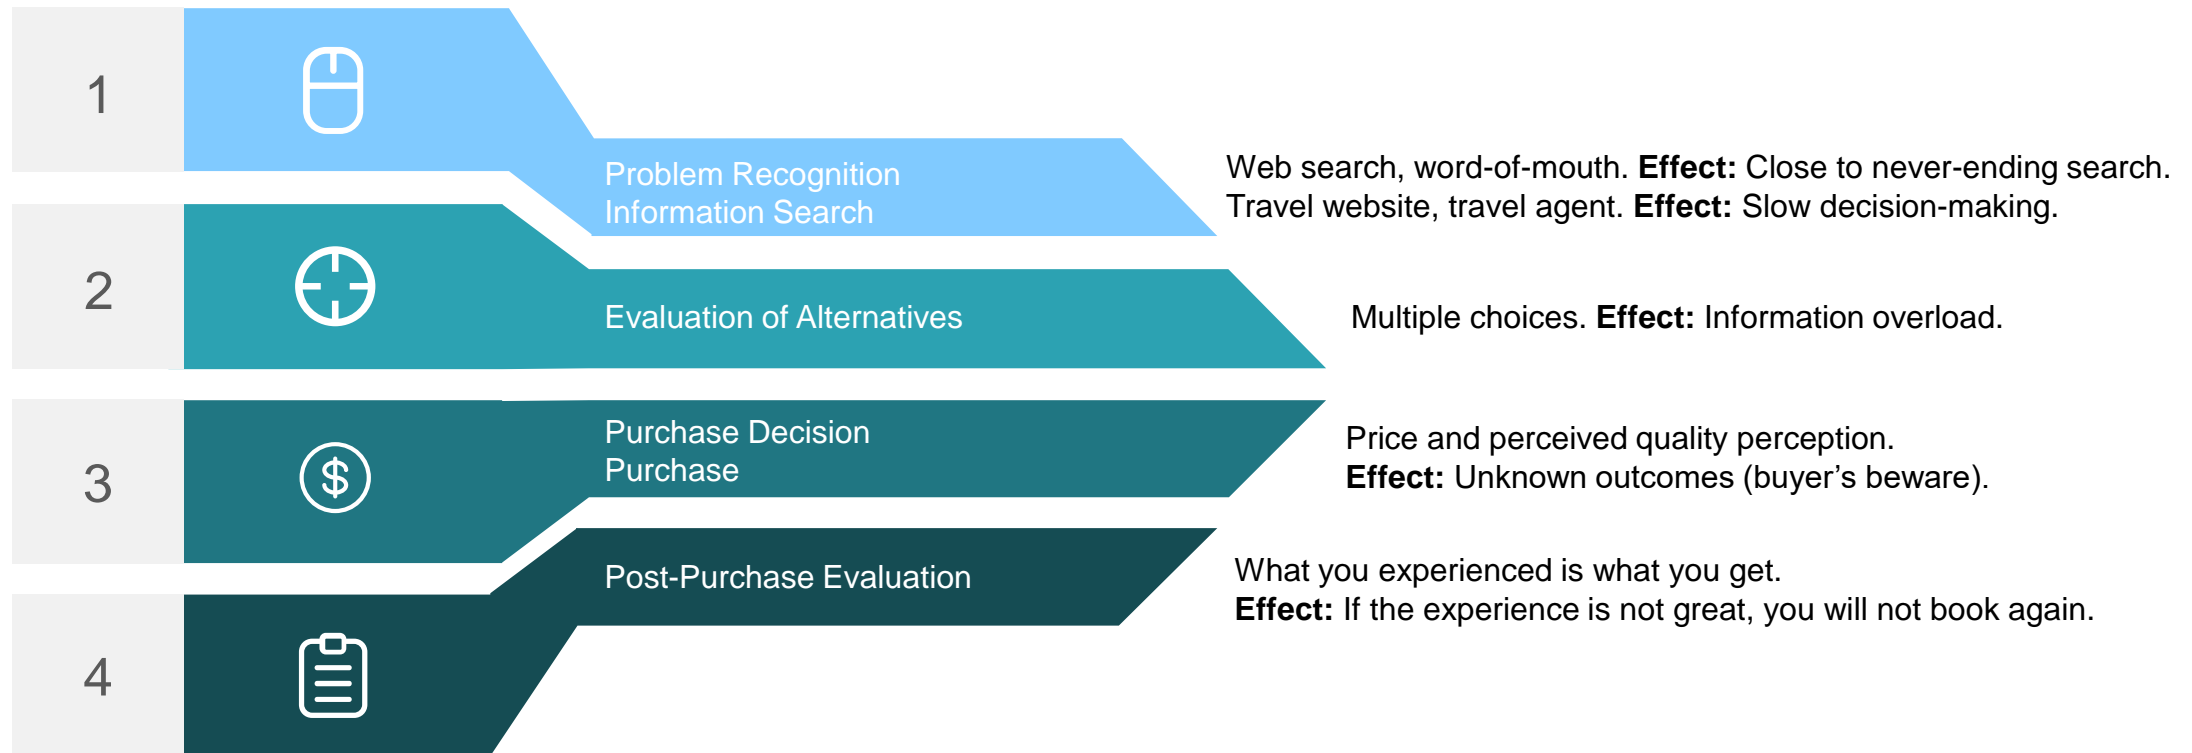 1
Problem Recognition
Information Search
Web search, word-of-mouth. Effect: Close to never-ending search.
Travel website, travel agent. Effect: Slow decision-making.
2
Evaluation of Alternatives
Multiple choices. Effect: Information overload.
3
Purchase Decision
Purchase
Price and perceived quality perception.
Effect: Unknown outcomes (buyer’s beware).
4
Post-Purchase Evaluation
What you experienced is what you get.
Effect: If the experience is not great, you will not book again.